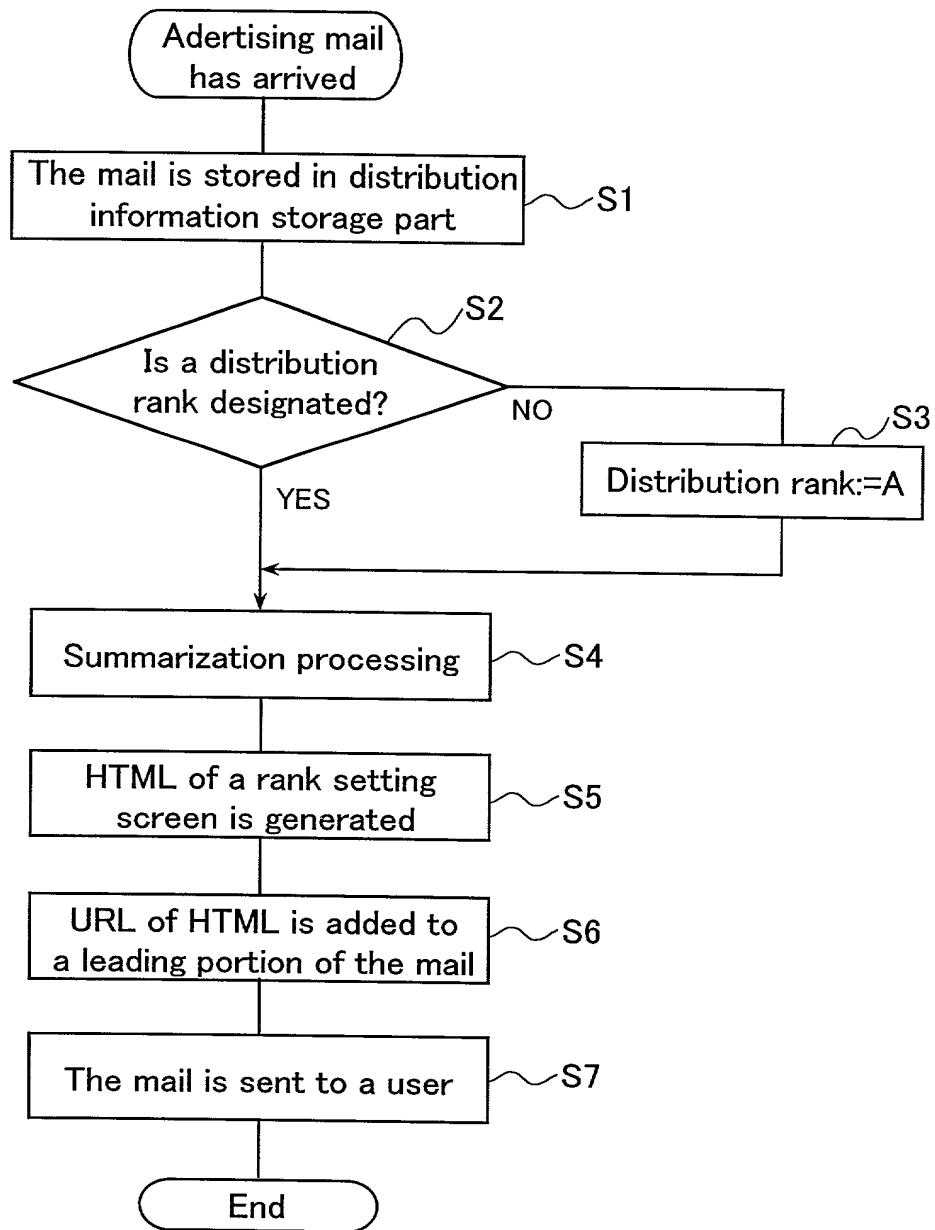 Adertising mail
has arrived
The mail is stored in distribution
information storage part
S1
S2
Is a distribution
rank designated?
NO
S3
Distribution rank:=A
YES
Summarization processing
S4
HTML of a rank setting
screen is generated
S5
URL of HTML is added to
a leading portion of the mail
S6
The mail is sent to a user
S7
End